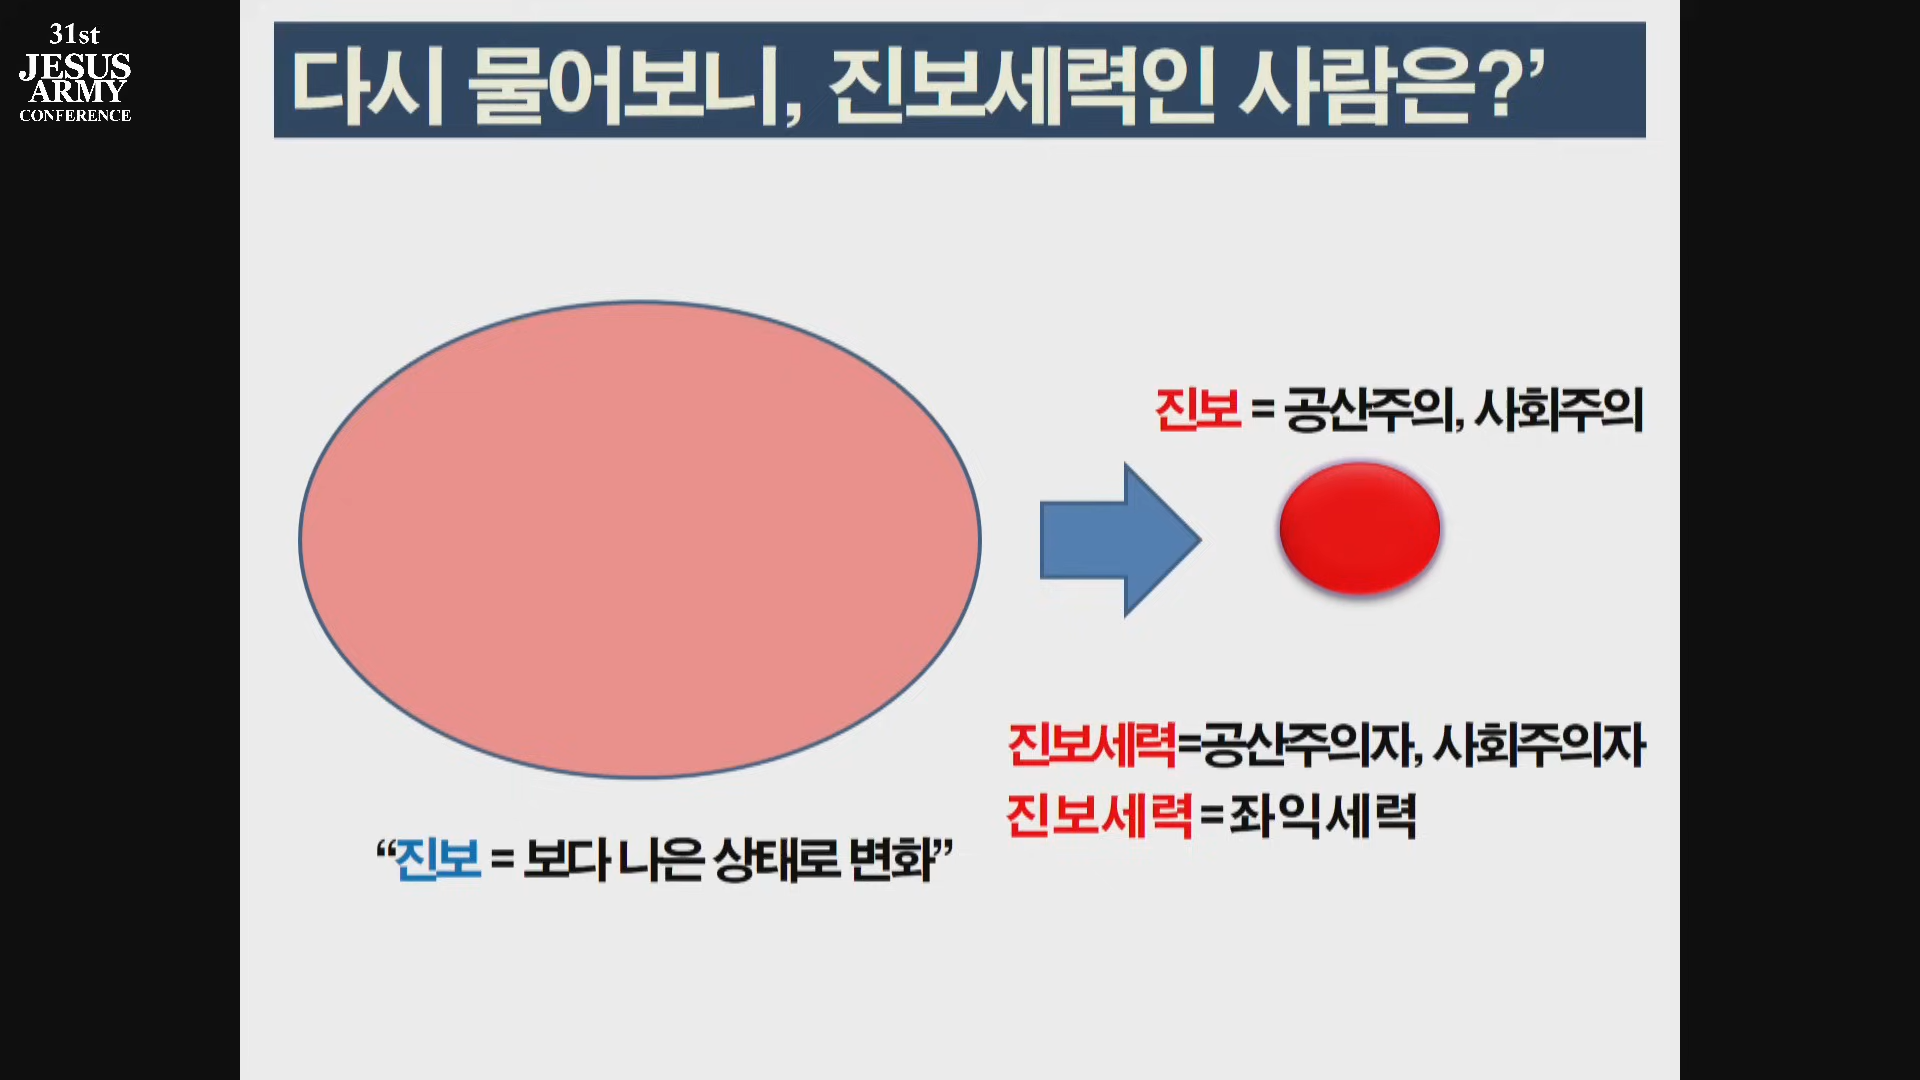 31st
JESUS
ARMY
CONFERENCE
다시 물어보니, 진보세력인 사람은?’
진보 = 공산주의, 사회주의
진보세력=공산주의자, 사회주의자
진보세력=좌익세력
“진보 = 보다 나은 상태로 변화”